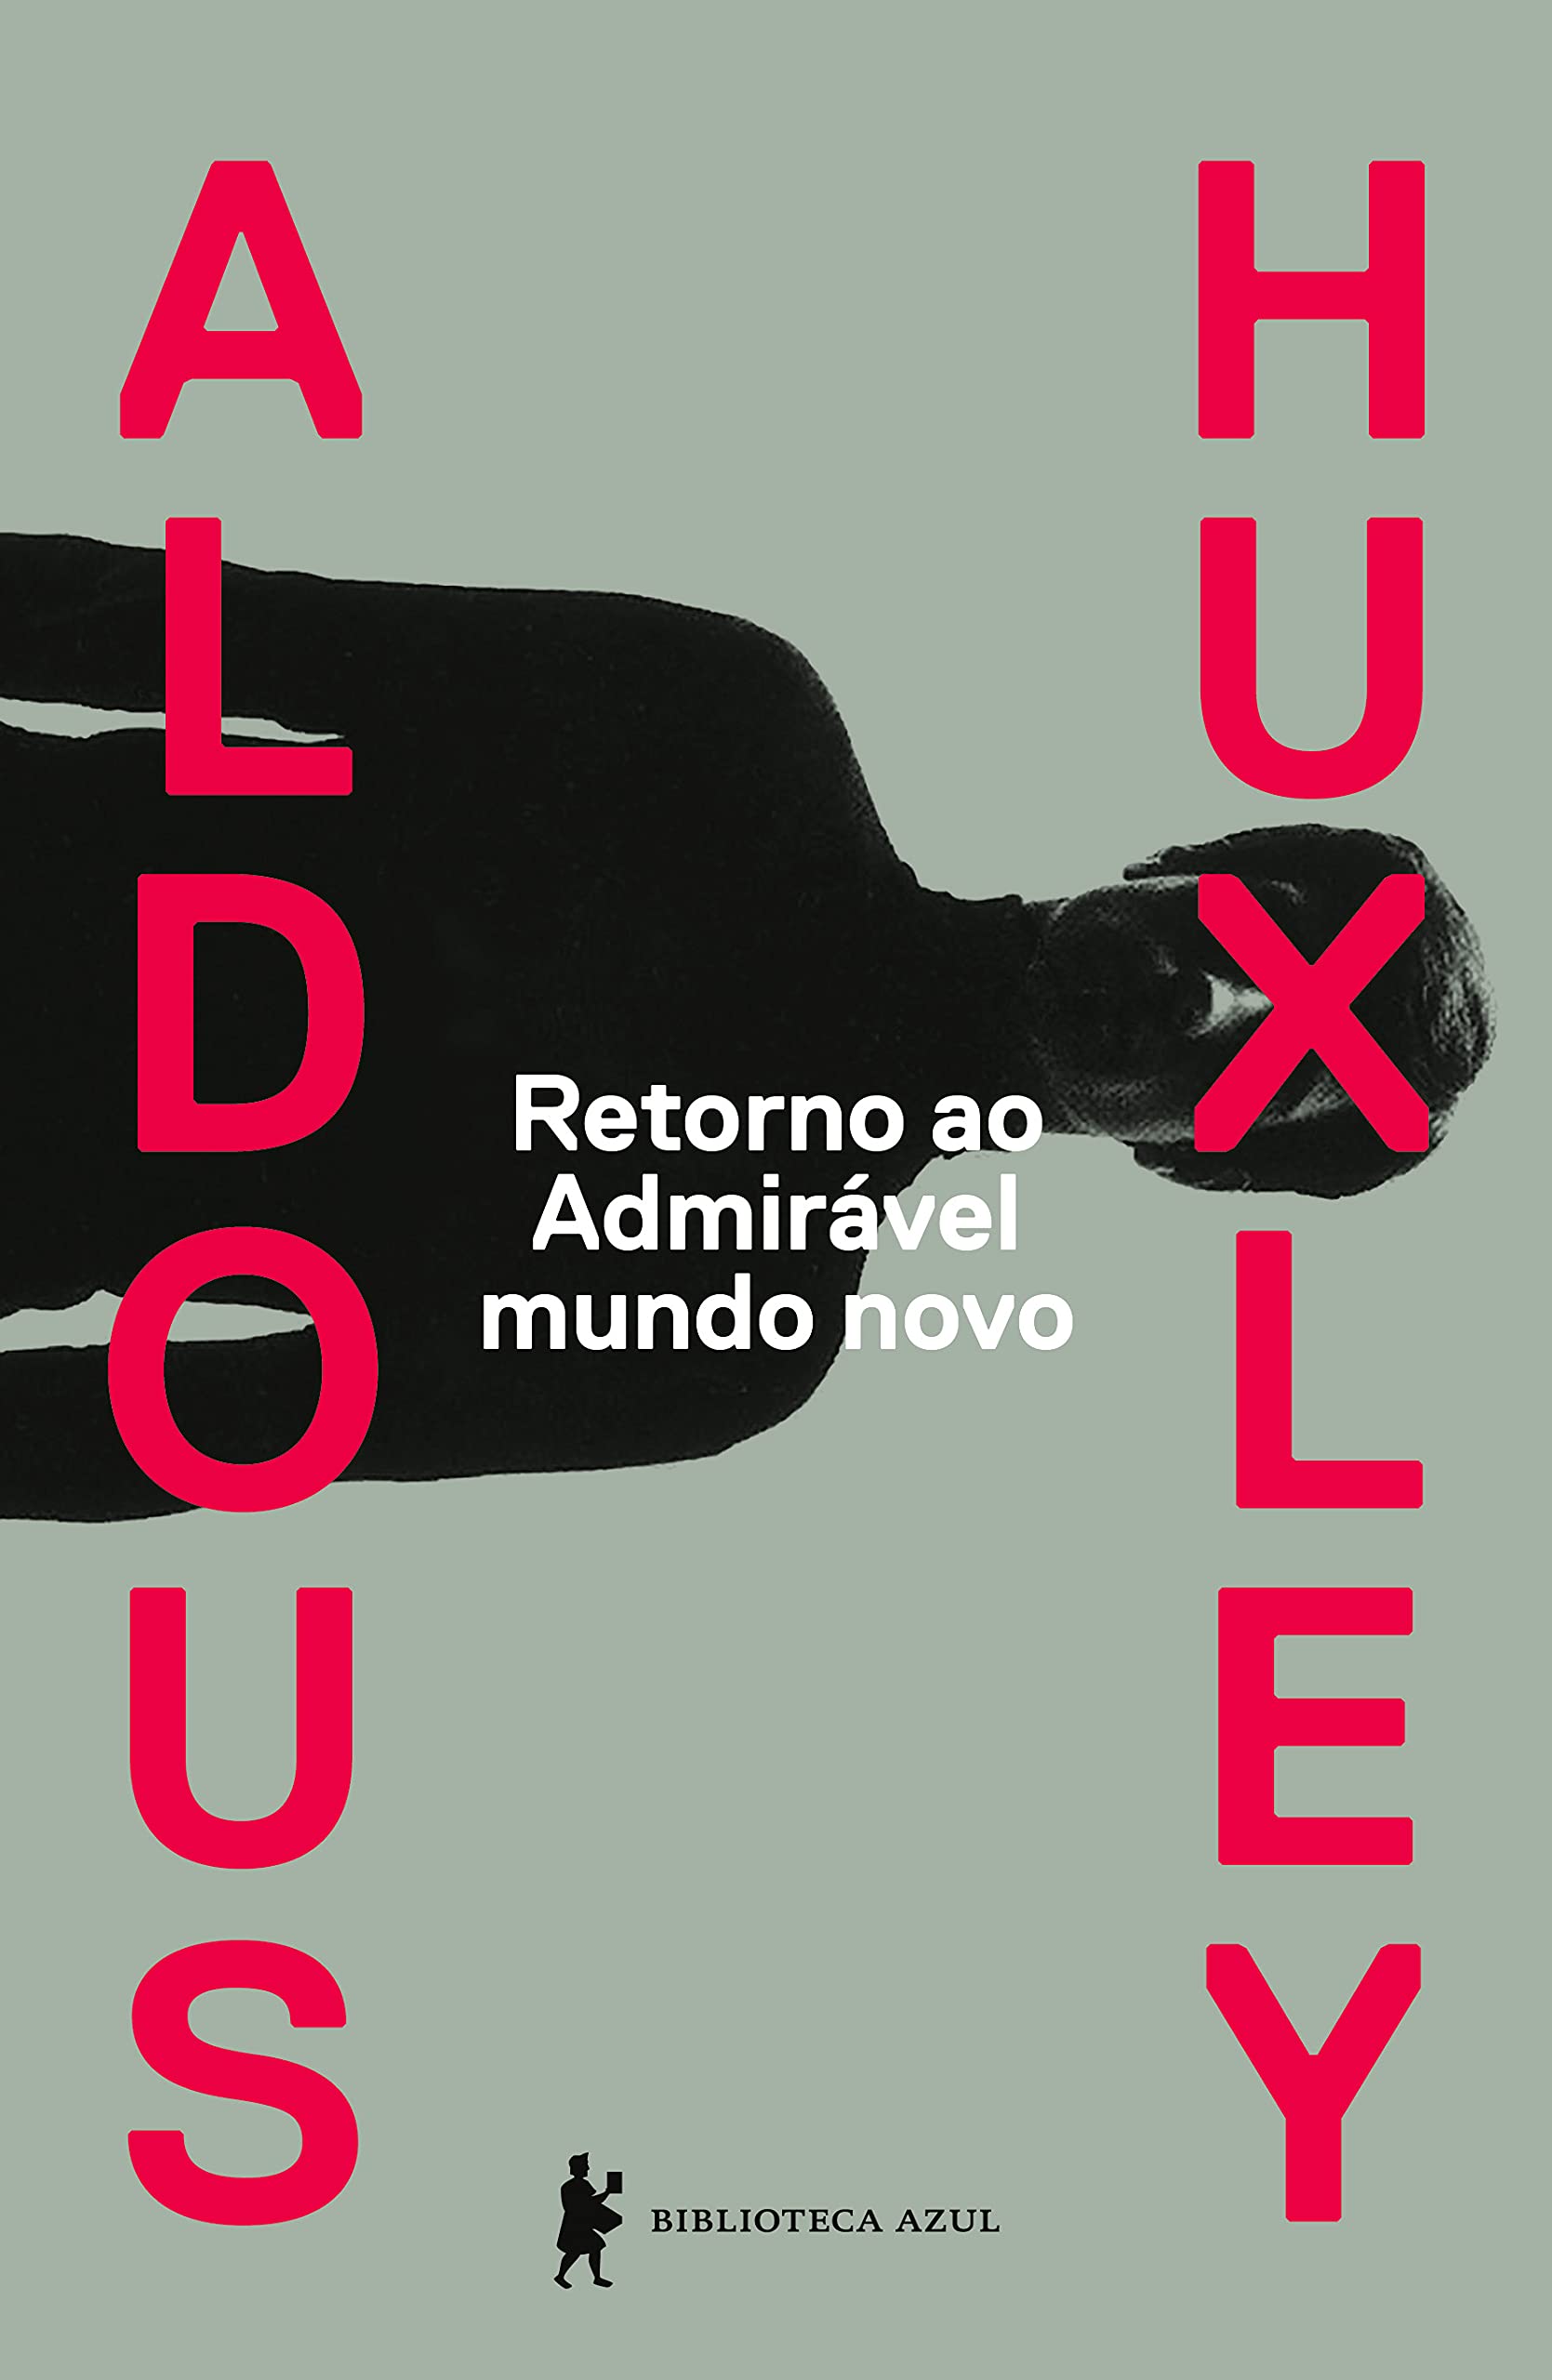 ALDOUS
HUXLEY
Retorno ao
Admirável
mundo novo
BIBLIOTECA AZUL